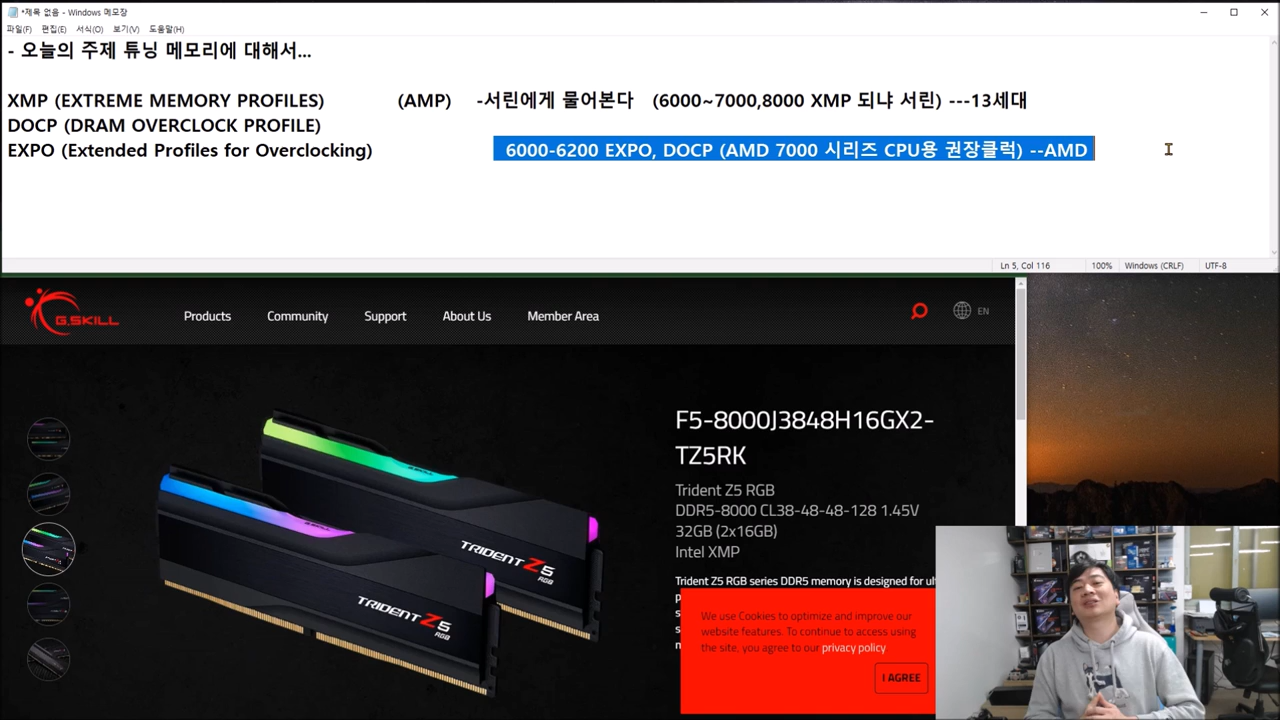 *제목 없음 - Windows 메모장
파일(F) 편집(E) 서식(O) 보기(V) 도움말(H)
- 오늘의 주제 튜닝 메모리에 대해서...
XMP (EXTREME MEMORY PROFILES) (AMP) -서린에게 물어본다 (6000~7000,8000 XMP 되냐 서린) ---13세대
DOCP (DRAM OVERCLOCK PROFILE)
EXPO (Extended Profiles for Overclocking) 6000-6200 EXPO, DOCP (AMD 7000 시리즈 CPU용 권장클럭) --AMD
Ln 5, Col 116 100% Windows (CRLF) UTF-8
G.SKILL Products Community Support About Us Member Area EN
F5-8000J3848H16GX2-
TZ5RK
Trident Z5 RGB
DDR5-8000 CL38-48-48-128 1.45V
32GB (2x16GB)
Intel XMP
Trident Z5 RGB series DDR5 memory is designed for
We use Cookies to optimize and improve our
website features. To continue to access using
the site, you agree to our privacy policy
I AGREE
TRIDENT Z5 RGB
TRIDENT Z5 RGB